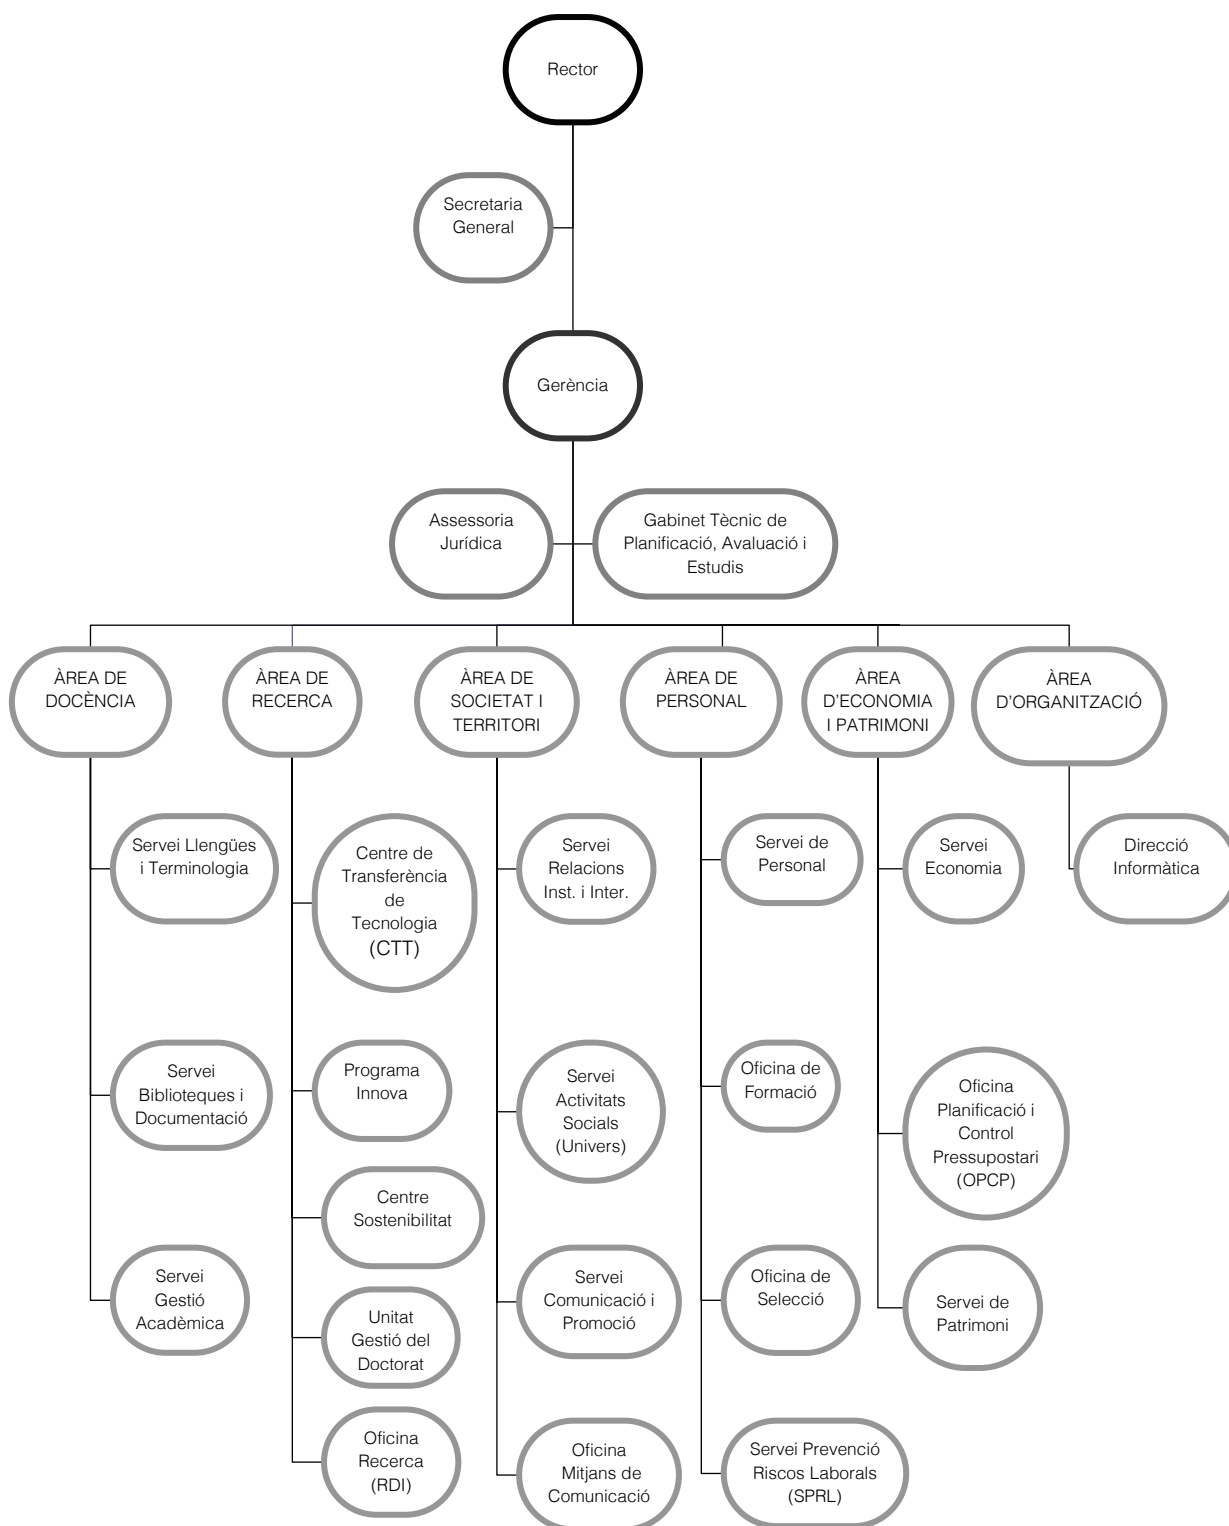 Rector
Secretaria
General
Gerència
Assessoria
Jurídica
Gabinet Tècnic de
Planificació, Avaluació i
Estudis
ÀREA DE
DOCÈNCIA
ÀREA DE
RECERCA
ÀREA DE
SOCIETAT I
TERRITORI
ÀREA DE
PERSONAL
ÀREA
D'ECONOMIA
I PATRIMONI
ÀREA
D'ORGANITZACIÓ
Servei Llengües
i Terminologia
Servei
Biblioteques i
Documentació
Servei
Gestió
Acadèmica
Centre de
Transferència
de
Tecnologia
(CTT)
Programa
Innova
Centre
Sostenibilitat
Unitat
Gestió del
Doctorat
Oficina
Recerca
(RDI)
Servei
Relacions
Inst. i Inter.
Servei
Activitats
Socials
(Univers)
Servei
Comunicació i
Promoció
Oficina
Mitjans de
Comunicació
Servei de
Personal
Oficina de
Formació
Oficina de
Selecció
Servei Prevenció
Riscos Laborals
(SPRL)
Servei
Economia
Oficina
Planificació i
Control
Pressupostari
(OPCP)
Servei de
Patrimoni
Direcció
Informàtica